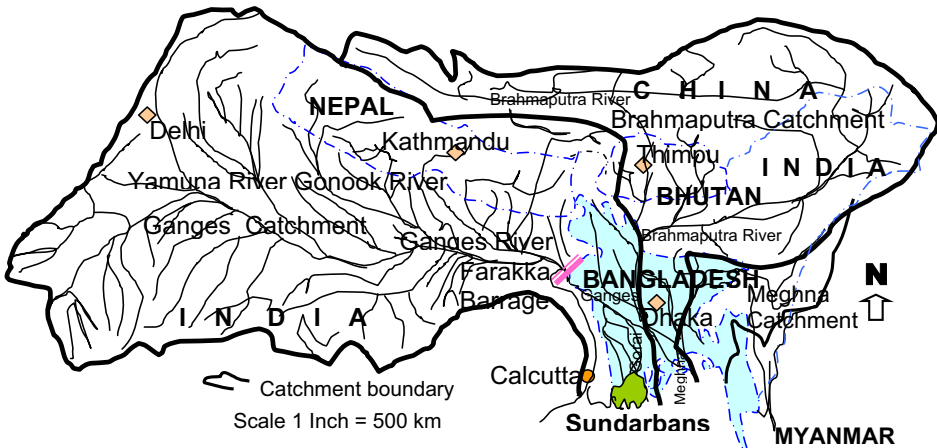 Brahmaputra River
C H I N A
NEPAL
Brahmaputra Catchment
Delhi
Kathmandu
Thimpu
I N D I A
Yamuna River
Gonook River
BHUTAN
Ganges Catchment
Ganges River
Brahmaputra River
Farakka
Barrage
BANGLADESH
Ganges
Dhaka
Meghna
Catchment
N
I N D I A
Gorai
Meghna
Calcutta
Catchment boundary
Scale 1 Inch = 500 km
Sundarbans
MYANMAR